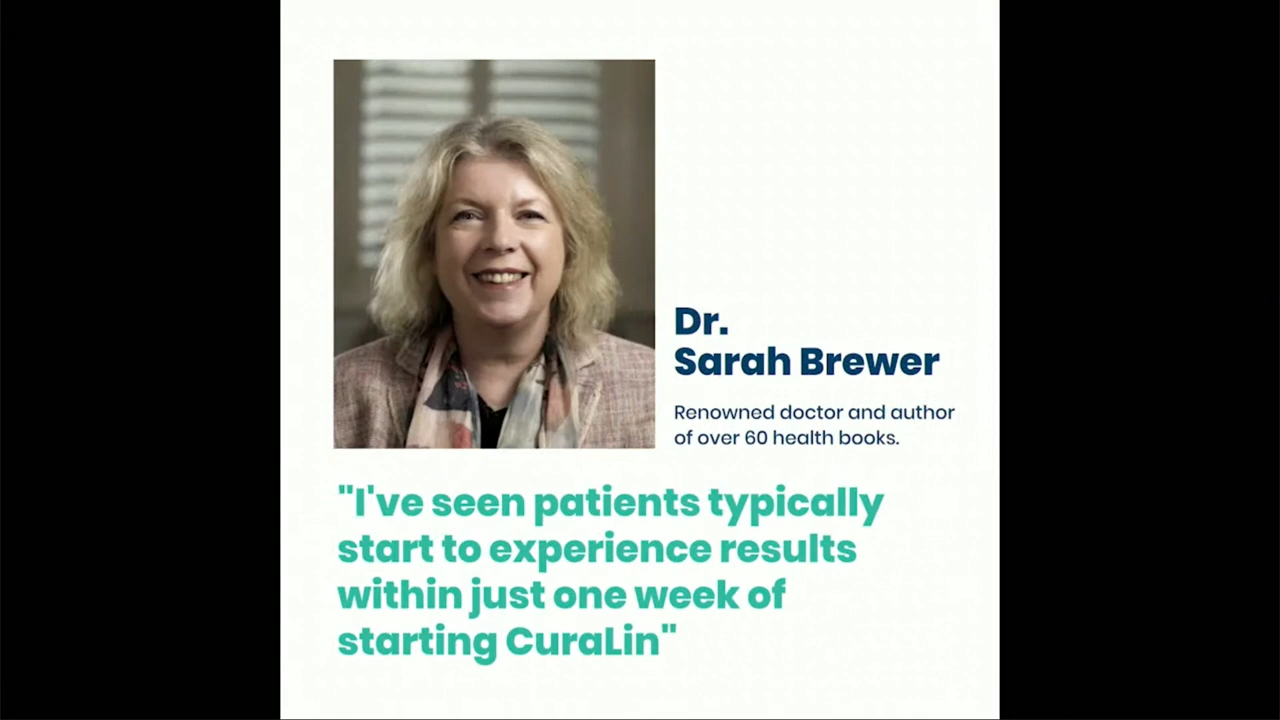 Dr.
Sarah Brewer
Renowned doctor and author
of over 60 health books.
"I've seen patients typically
start to experience results
within just one week of
starting CuraLin"